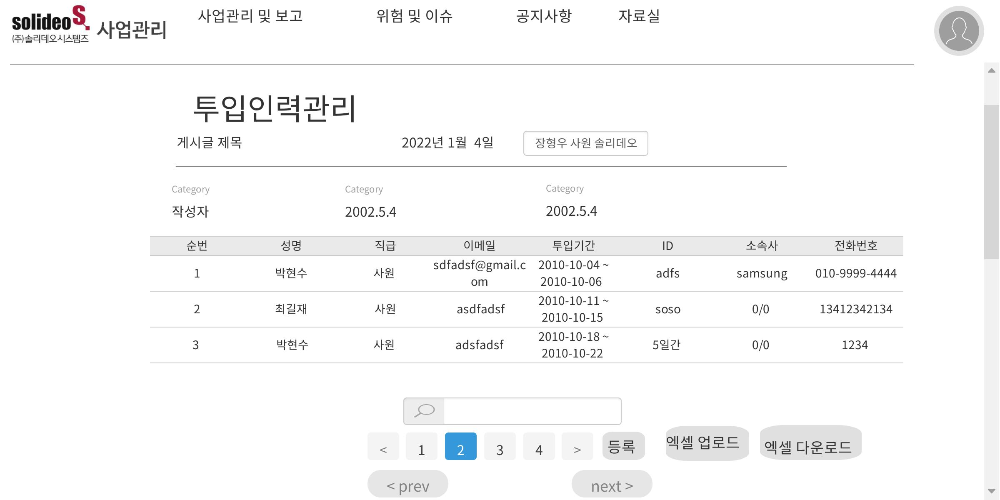 solideoS
(주)솔리데오시스템즈
사업관리
사업관리 및 보고 위험 및 이슈 공지사항 자료실
투입인력관리
게시글 제목 2022년 1월 4일 장형우 사원 솔리데오
Category Category Category
작성자 2002.5.4 2002.5.4
순번 성명 직급 이메일 투입기간 ID 소속사 전화번호
1 박현수 사원 sdfadsf@gmail.c 2010-10-04 ~ adfs samsung 010-9999-4444
om 2010-10-06
2 최길재 사원 asdfadsf 2010-10-11 ~ soso 0/0 13412342134
2010-10-15
3 박현수 사원 adsfadsf 2010-10-18 ~ 5일간 0/0 1234
2010-10-22
< 1 2 3 4 > 등록 엑셀 업로드 엑셀 다운로드
< prev next >